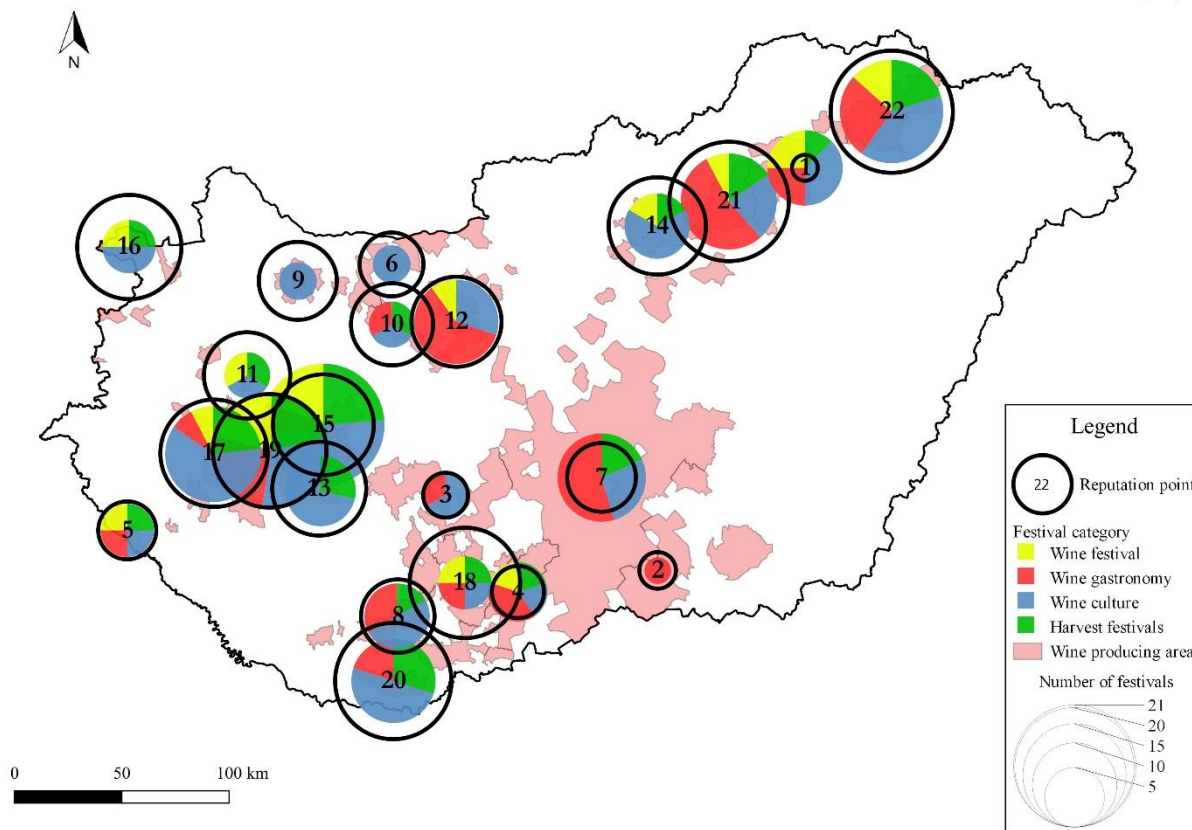 N
22
1
21
14
16
6
9
10
12
11
15
17
19
13
3
7
5
2
18
4
8
20
0 50 100 km
Legend
22 Reputation point
Festival category
Wine festival
Wine gastronomy
Wine culture
Harvest festivals
Wine producing area
Number of festivals
21
20
15
10
5